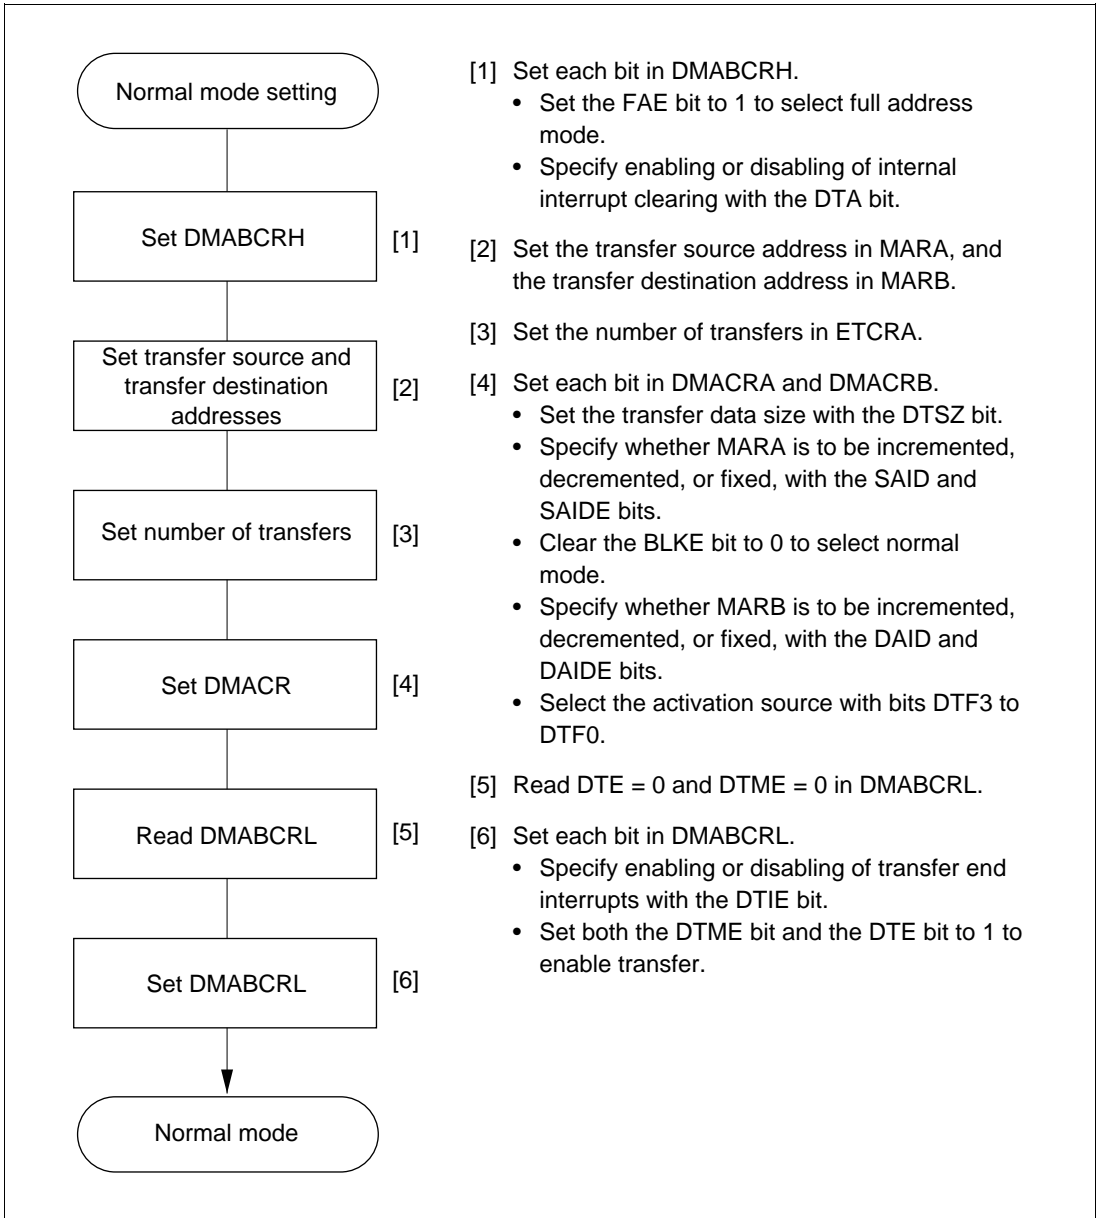 Normal mode setting
Set DMABCRH
[1]
Set transfer source and
transfer destination
addresses
[2]
Set number of transfers
[3]
Set DMACR
[4]
Read DMABCRL
[5]
Set DMABCRL
[6]
Normal mode
[1] Set each bit in DMABCRH.
• Set the FAE bit to 1 to select full address
mode.
• Specify enabling or disabling of internal
interrupt clearing with the DTA bit.
[2] Set the transfer source address in MARA, and
the transfer destination address in MARB.
[3] Set the number of transfers in ETCRA.
[4] Set each bit in DMACRA and DMACRB.
• Set the transfer data size with the DTSZ bit.
• Specify whether MARA is to be incremented,
decremented, or fixed, with the SAID and
SAIDE bits.
• Clear the BLKE bit to 0 to select normal
mode.
• Specify whether MARB is to be incremented,
decremented, or fixed, with the DAID and
DAIDE bits.
• Select the activation source with bits DTF3 to
DTF0.
[5] Read DTE = 0 and DTME = 0 in DMABCRL.
[6] Set each bit in DMABCRL.
• Specify enabling or disabling of transfer end
interrupts with the DTIE bit.
• Set both the DTME bit and the DTE bit to 1 to
enable transfer.